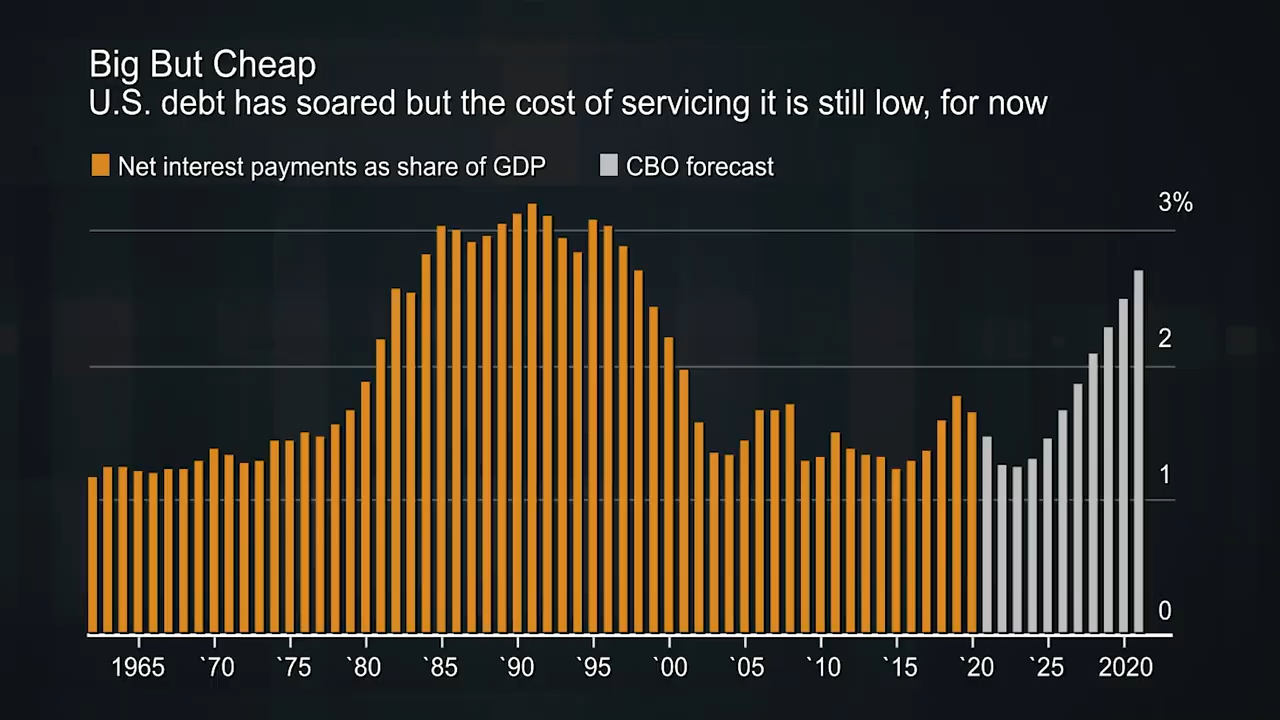 Big But Cheap
U.S. debt has soared but the cost of servicing it is still low, for now
Net interest payments as share of GDP CBO forecast
3%
2
1
0
1965 `70 `75 `80 `85 `90 `95 `00 `05 `10 `15 `20 `25 2020